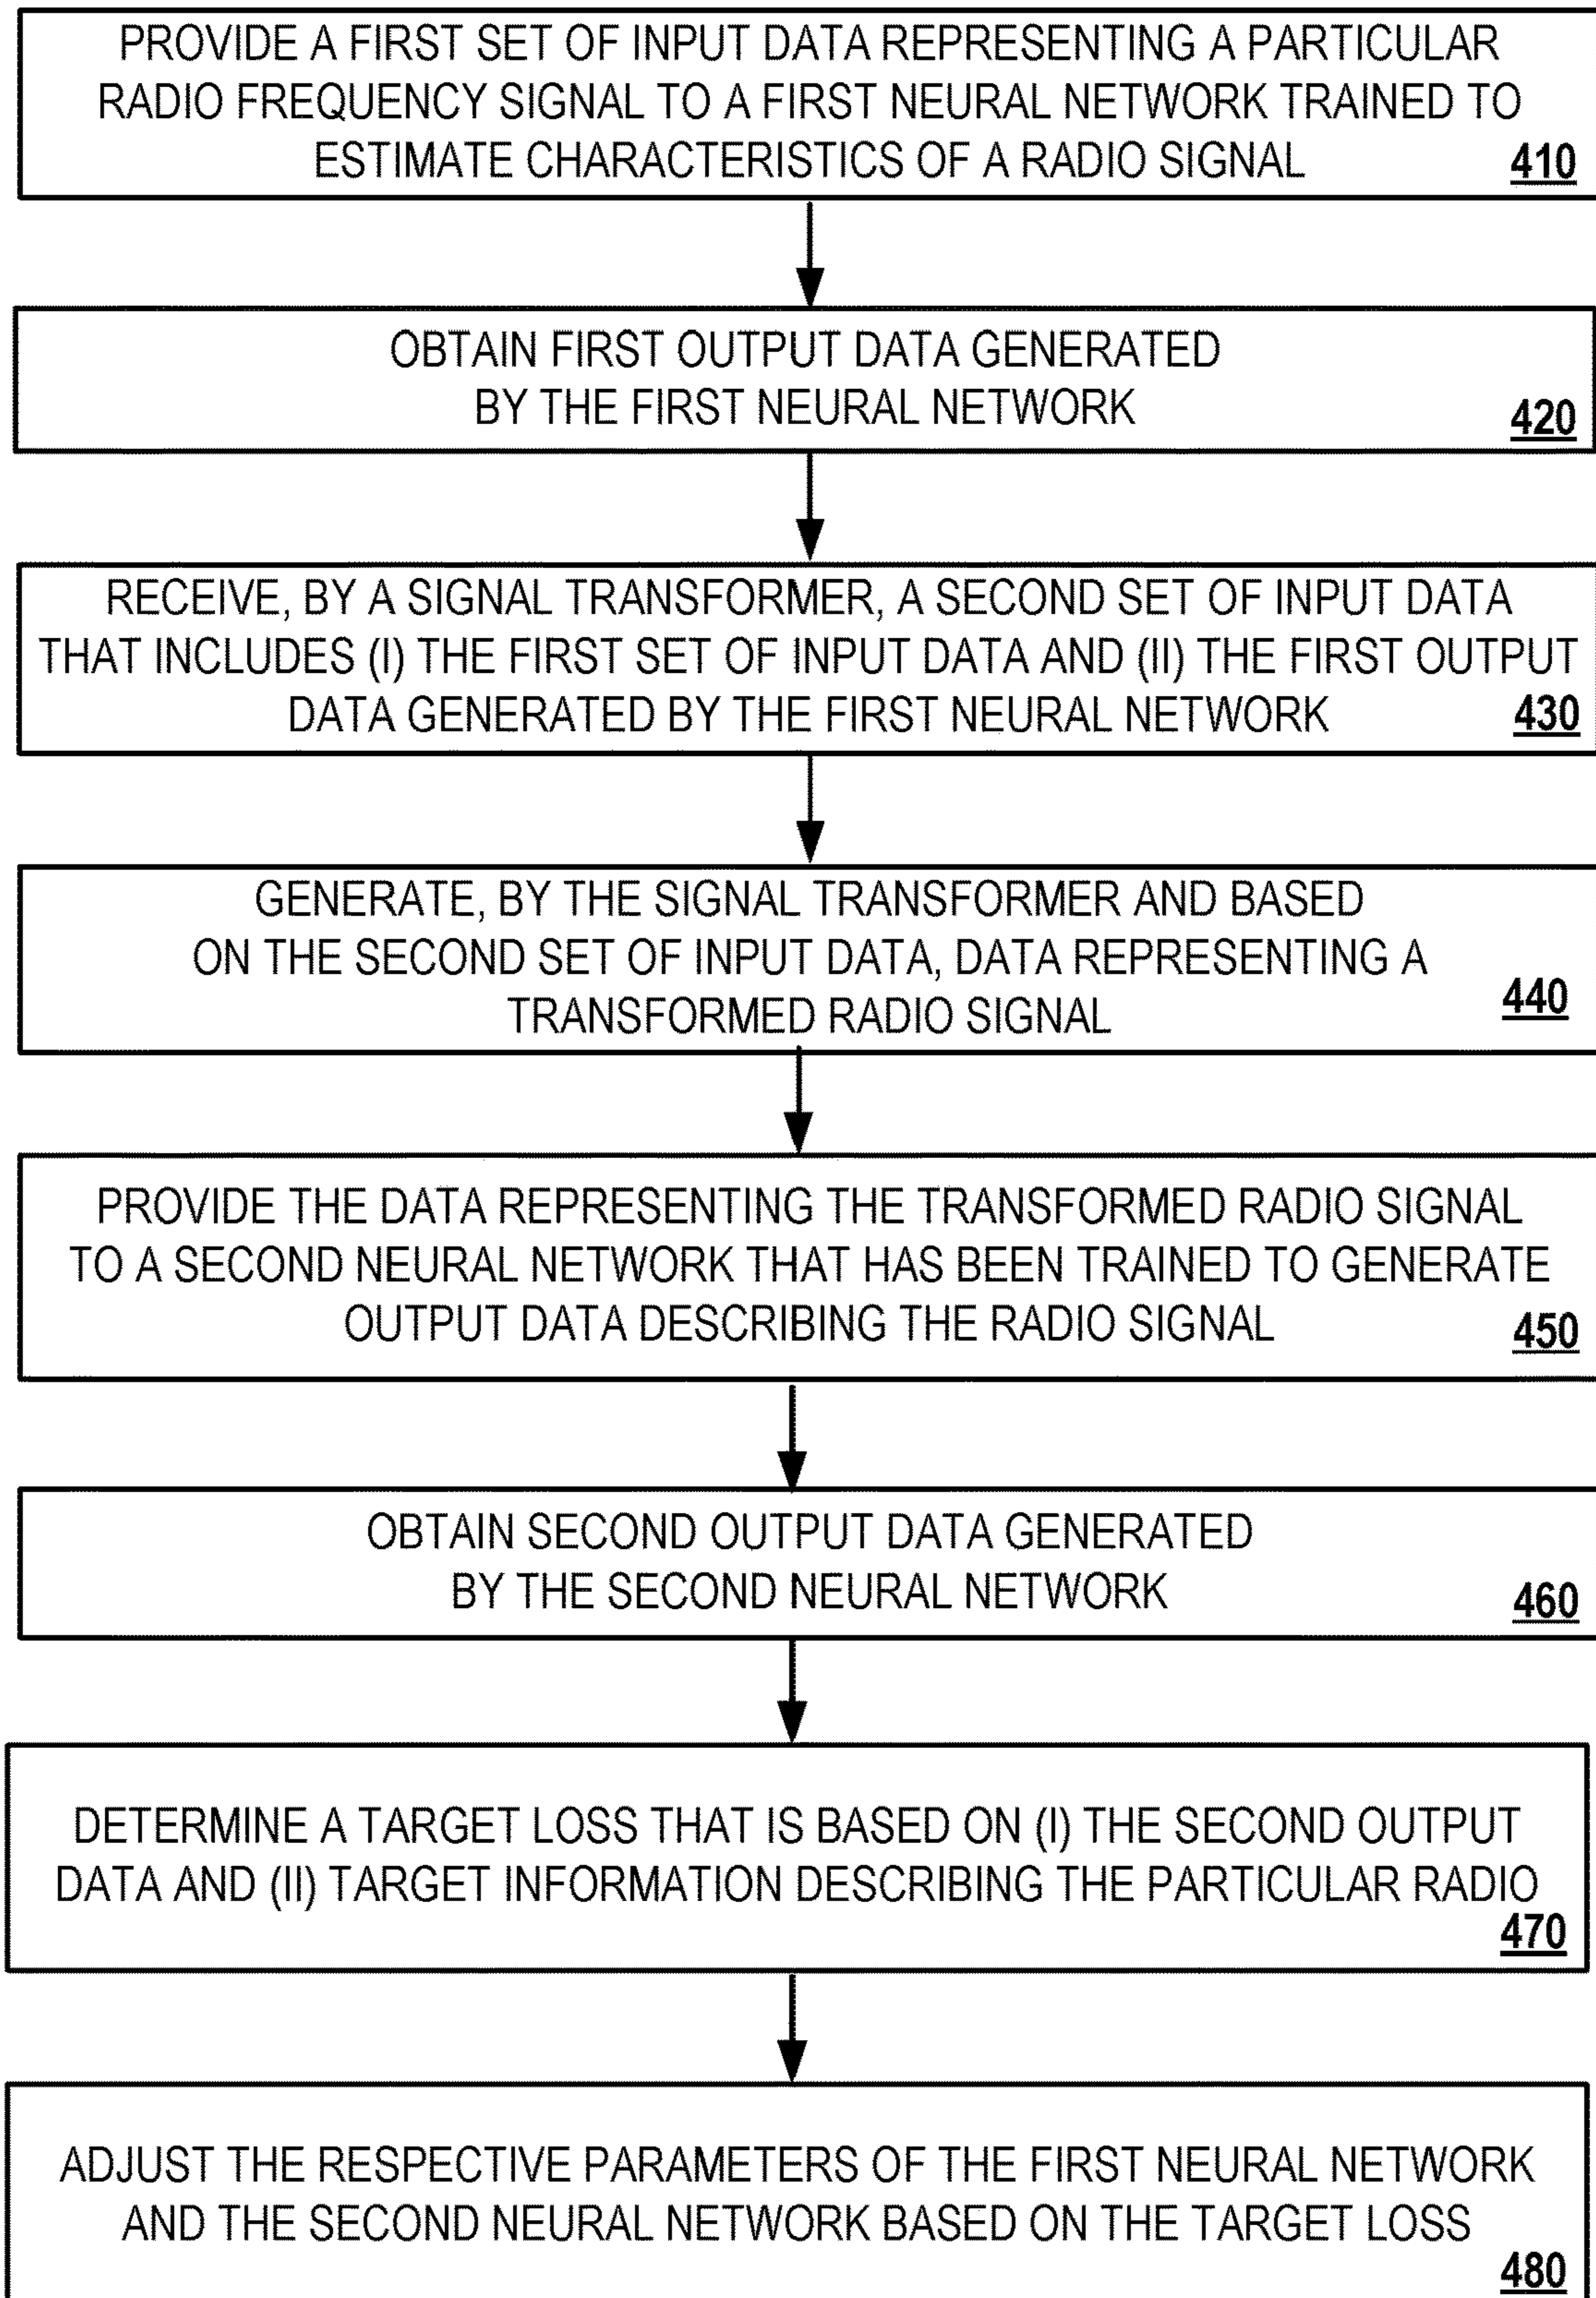 PROVIDE A FIRST SET OF INPUT DATA REPRESENTING A PARTICULAR
RADIO FREQUENCY SIGNAL TO A FIRST NEURAL NETWORK TRAINED TO
ESTIMATE CHARACTERISTICS OF A RADIO SIGNAL 410
OBTAIN FIRST OUTPUT DATA GENERATED
BY THE FIRST NEURAL NETWORK 420
RECEIVE, BY A SIGNAL TRANSFORMER, A SECOND SET OF INPUT DATA
THAT INCLUDES (I) THE FIRST SET OF INPUT DATA AND (II) THE FIRST OUTPUT
DATA GENERATED BY THE FIRST NEURAL NETWORK 430
GENERATE, BY THE SIGNAL TRANSFORMER AND BASED
ON THE SECOND SET OF INPUT DATA, DATA REPRESENTING A
TRANSFORMED RADIO SIGNAL 440
PROVIDE THE DATA REPRESENTING THE TRANSFORMED RADIO SIGNAL
TO A SECOND NEURAL NETWORK THAT HAS BEEN TRAINED TO GENERATE
OUTPUT DATA DESCRIBING THE RADIO SIGNAL 450
OBTAIN SECOND OUTPUT DATA GENERATED
BY THE SECOND NEURAL NETWORK 460
DETERMINE A TARGET LOSS THAT IS BASED ON (I) THE SECOND OUTPUT
DATA AND (II) TARGET INFORMATION DESCRIBING THE PARTICULAR RADIO
470
ADJUST THE RESPECTIVE PARAMETERS OF THE FIRST NEURAL NETWORK
AND THE SECOND NEURAL NETWORK BASED ON THE TARGET LOSS
480